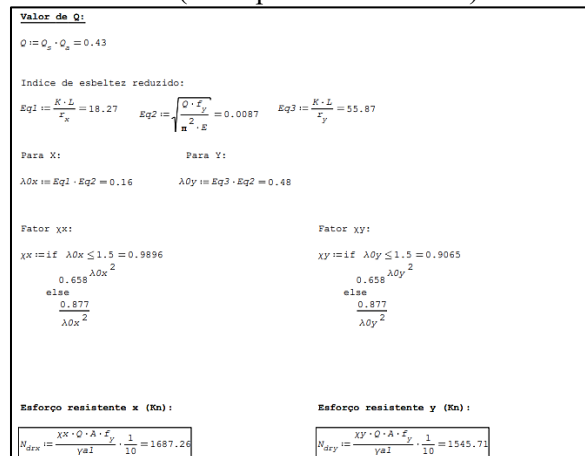 Valor de Q:
Q := Q_s · Q_a = 0.43
Indice de esbeltez reduzido:
Eq1 := K · L / r_x = 18.27 Eq2 := √(Q · f_y / π² · E) = 0.0087 Eq3 := K · L / r_y = 55.87
Para X: Para Y:
λ0x := Eq1 · Eq2 = 0.16 λ0y := Eq3 · Eq2 = 0.48
Fator χx: Fator χy:
χx := if λ0x ≤ 1.5 = 0.9896 χy := if λ0y ≤ 1.5 = 0.9065
0.658^λ0x² 0.658^λ0y²
else else
0.877 / λ0x² 0.877 / λ0y²
Esforço resistente x (Kn): Esforço resistente y (Kn):
N_drx := χx · Q · A · f_y / γa1 · 1/10 = 1687.26 N_dry := χy · Q · A · f_y / γa1 · 1/10 = 1545.71